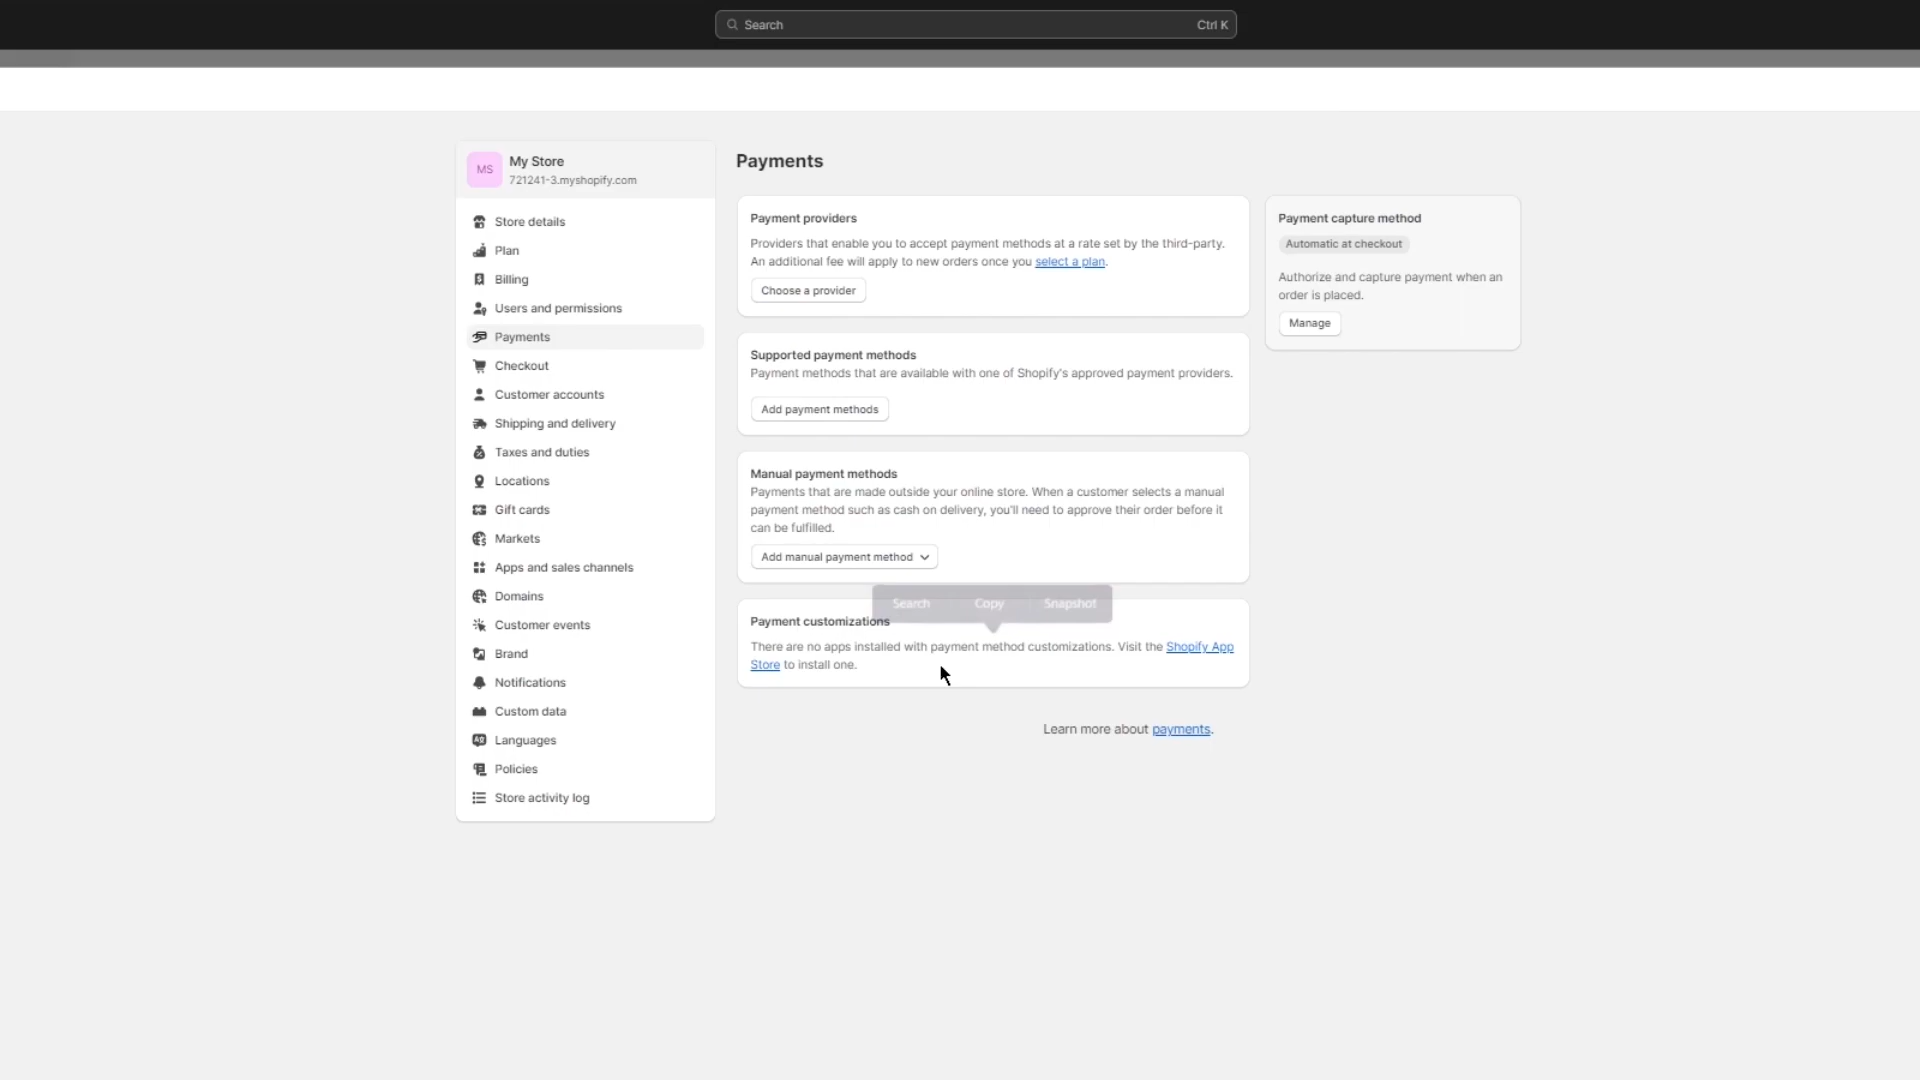 Search
Ctrl K
MS
My Store
721241-3.myshopify.com
Store details
Plan
Billing
Users and permissions
Payments
Checkout
Customer accounts
Shipping and delivery
Taxes and duties
Locations
Gift cards
Markets
Apps and sales channels
Domains
Customer events
Brand
Notifications
Custom data
Languages
Policies
Store activity log
Payments
Payment providers
Providers that enable you to accept payment methods at a rate set by the third-party.
An additional fee will apply to new orders once you select a plan.
Choose a provider
Supported payment methods
Payment methods that are available with one of Shopify's approved payment providers.
Add payment methods
Manual payment methods
Payments that are made outside your online store. When a customer selects a manual
payment method such as cash on delivery, you'll need to approve their order before it
can be fulfilled.
Add manual payment method
Search Copy Snapshot
Payment customizations
There are no apps installed with payment method customizations. Visit the Shopify App
Store to install one.
Learn more about payments.
Payment capture method
Automatic at checkout
Authorize and capture payment when an
order is placed.
Manage